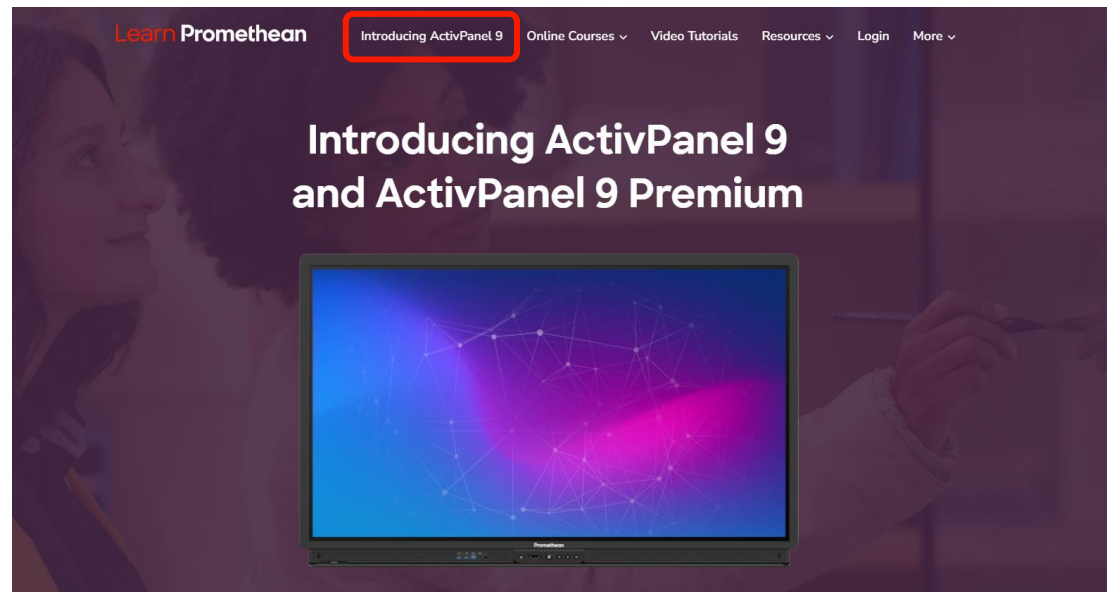 Learn Promethean
Introducing ActivPanel 9
Online Courses
Video Tutorials
Resources
Login
More
Introducing ActivPanel 9
and ActivPanel 9 Premium
Promethean